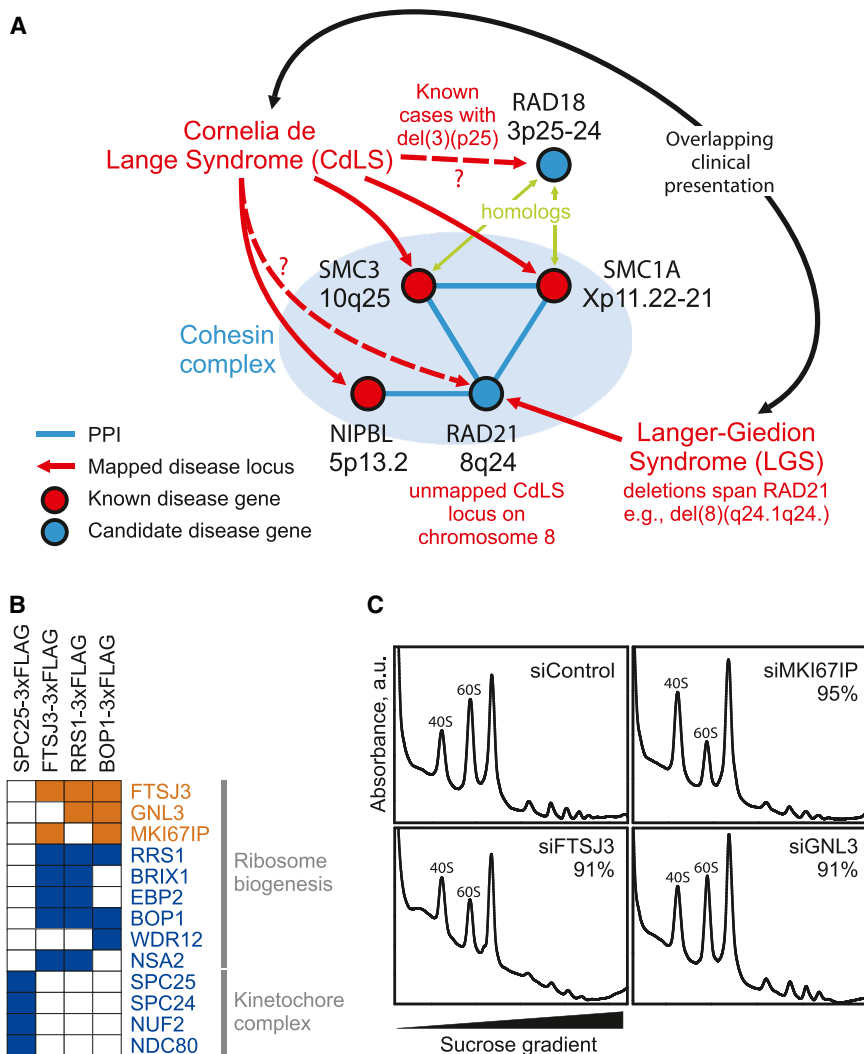 A
Cornelia de
Lange Syndrome (CdLS)
Known
cases with
del(3)(p25)
?
RAD18
3p25-24
Overlapping
clinical
presentation
homologs
?
SMC3
10q25
SMC1A
Xp11.22-21
Cohesin
complex
NIPBL
5p13.2
RAD21
8q24
unmapped CdLS
locus on
chromosome 8
Langer-Giedion
Syndrome (LGS)
deletions span RAD21
e.g., del(8)(q24.1q24.)
PPI
Mapped disease locus
Known disease gene
Candidate disease gene
B
SPC25-3xFLAG
FTSJ3-3xFLAG
RRS1-3xFLAG
BOP1-3xFLAG
FTSJ3
GNL3
MKI67IP
RRS1
BRIX1
EBP2
BOP1
WDR12
NSA2
SPC25
SPC24
NUF2
NDC80
Ribosome
biogenesis
Kinetochore
complex
C
Absorbance, a.u.
siControl
40S
60S
siMKI67IP
95%
40S
60S
siFTSJ3
91%
40S
60S
siGNL3
91%
40S
60S
Sucrose gradient